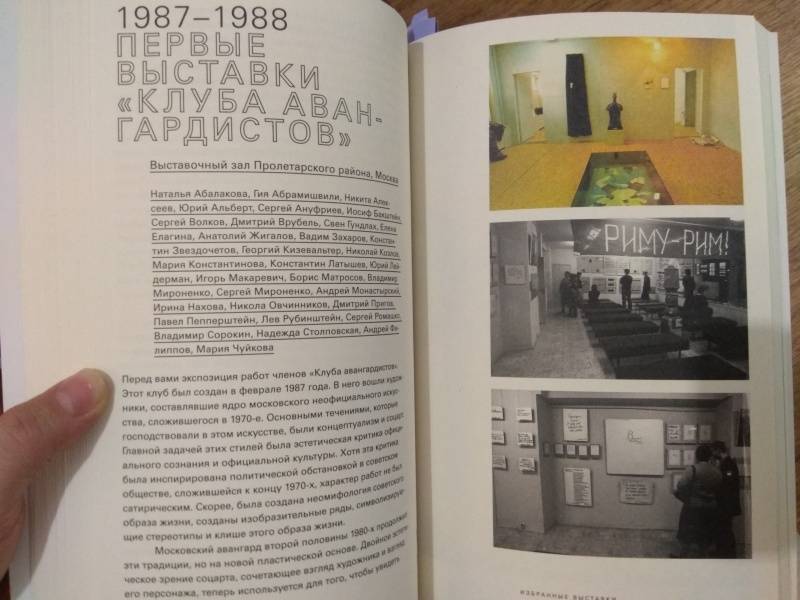 1987–1988
ПЕРВЫЕ
ВЫСТАВКИ
«КЛУБА АВАН-
ГАРДИСТОВ»
Выставочный зал Пролетарского района, Москва
Наталья Абалакова, Гия Абрамишвили, Никита Алек-
сеев, Юрий Альберт, Сергей Ануфриев, Иосиф Бакштейн,
Сергей Волков, Дмитрий Врубель, Свен Гундлах, Елена
Елагина, Анатолий Жигалов, Вадим Захаров, Констан-
тин Звездочетов, Георгий Кизевальтер, Николай Козлов,
Мария Константинова, Константин Латышев, Юрий Лей-
дерман, Игорь Макаревич, Борис Матросов, Владимир
Мироненко, Сергей Мироненко, Андрей Монастырский,
Ирина Нахова, Никола Овчинников, Дмитрий Пригов,
Павел Пепперштейн, Лев Рубинштейн, Сергей Ромашко,
Владимир Сорокин, Надежда Столповская, Андрей Фи-
липпов, Мария Чуйкова
Перед вами экспозиция работ членов «Клуба авангардистов».
Этот клуб был создан в феврале 1987 года. В него вошли худож-
ники, составлявшие ядро московского неофициального искус-
ства, сложившегося в 1970-е. Основными течениями, которые
господствовали в этом искусстве, были концептуализм и соцарт.
Главной задачей этих стилей была эстетическая критика офици-
ального сознания и официальной культуры. Хотя эта критика
была инспирирована политической обстановкой в советском
обществе, сложившейся к концу 1970-х, характер работ не был
сатирическим. Скорее, была создана неомифология советского
образа жизни, созданы изобразительные ряды, символизирую-
щие стереотипы и клише этого образа жизни.
Московский авангард второй половины 1980-х продолжает
эти традиции, но на новой пластической основе. Двойное эстети-
ческое зрение соцарта, сочетающее взгляд художника и взгляд
его персонажа, теперь используется для того, чтобы увидеть
РИМУ-РИМ!
ИЗБРАННЫЕ ВЫСТАВКИ